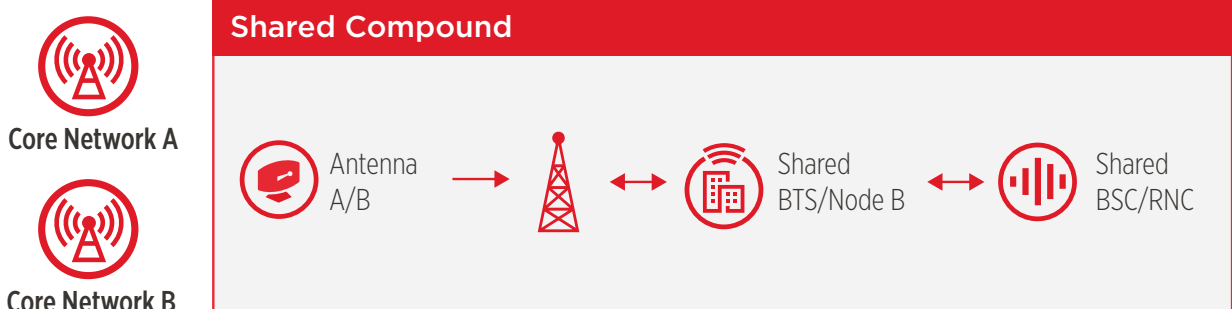 Shared Compound
Core Network A
Core Network B
Antenna
A/B
Shared
BTS/Node B
Shared
BSC/RNC